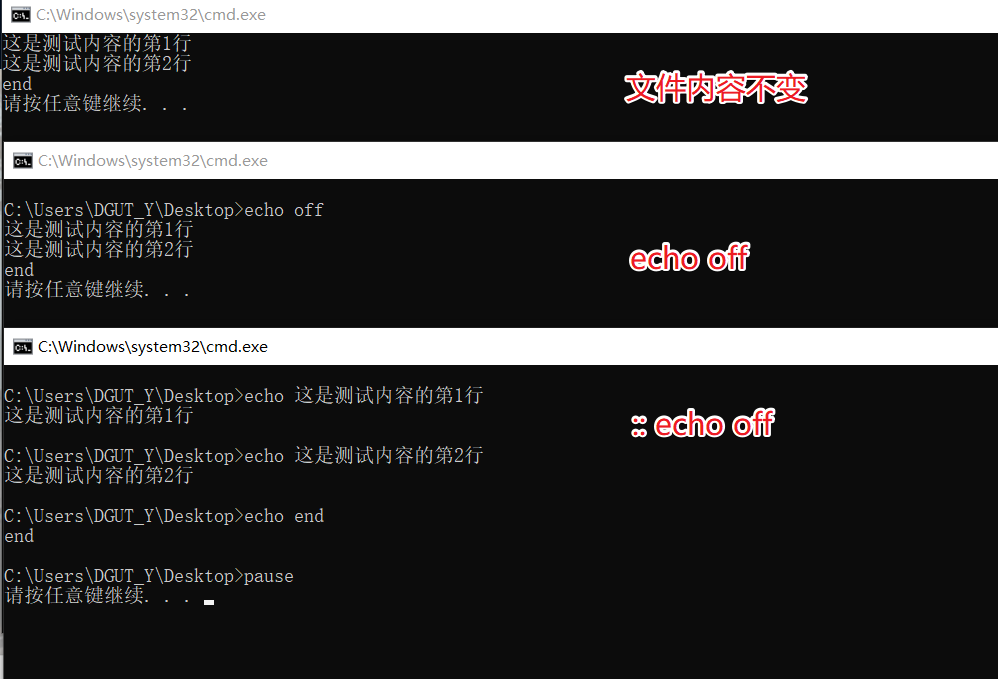 C:\Windows\system32\cmd.exe
这是测试内容的第1行
这是测试内容的第2行
end
请按任意键继续. . .
文件内容不变
C:\Windows\system32\cmd.exe
C:\Users\DGUT_Y\Desktop>echo off
这是测试内容的第1行
这是测试内容的第2行
end
请按任意键继续. . .
echo off
C:\Windows\system32\cmd.exe
C:\Users\DGUT_Y\Desktop>echo 这是测试内容的第1行
这是测试内容的第1行
:: echo off
C:\Users\DGUT_Y\Desktop>echo 这是测试内容的第2行
这是测试内容的第2行
C:\Users\DGUT_Y\Desktop>echo end
end
C:\Users\DGUT_Y\Desktop>pause
请按任意键继续. . .